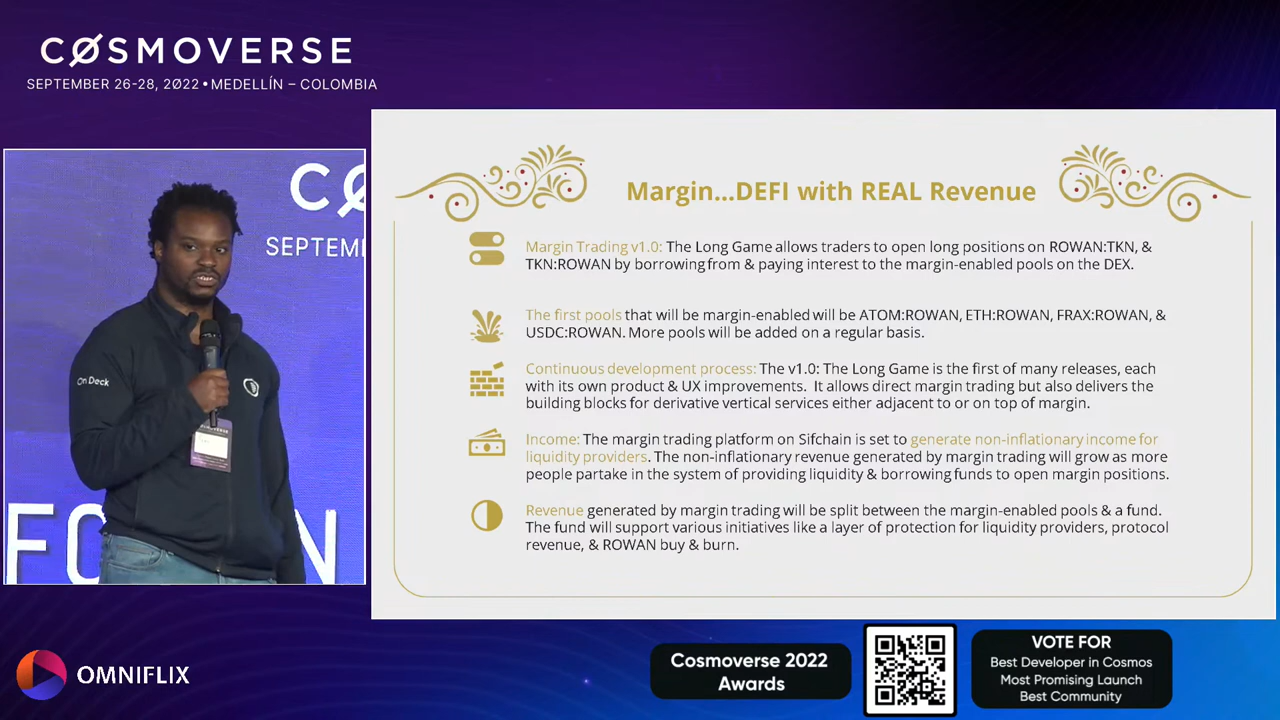 CØSMOVERSE
SEPTEMBER 26-28, 2022 • MEDELLÍN – COLOMBIA
CØ
SEPTEM
On Deck
Margin...DEFI with REAL Revenue
Margin Trading v1.0: The Long Game allows traders to open long positions on ROWAN:TKN, &
TKN:ROWAN by borrowing from & paying interest to the margin-enabled pools on the DEX.
The first pools that will be margin-enabled will be ATOM:ROWAN, ETH:ROWAN, FRAX:ROWAN, &
USDC:ROWAN. More pools will be added on a regular basis.
Continuous development process: The v1.0: The Long Game is the first of many releases, each
with its own product & UX improvements. It allows direct margin trading but also delivers the
building blocks for derivative vertical services either adjacent to or on top of margin.
Income: The margin trading platform on Sifchain is set to generate non-inflationary income for
liquidity providers. The non-inflationary revenue generated by margin trading will grow as more
people partake in the system of providing liquidity & borrowing funds to open margin positions.
Revenue generated by margin trading will be split between the margin-enabled pools & a fund.
The fund will support various initiatives like a layer of protection for liquidity providers, protocol
revenue, & ROWAN buy & burn.
OMNIFLIX
Cosmoverse 2022
Awards
VOTE FOR
Best Developer in Cosmos
Most Promising Launch
Best Community